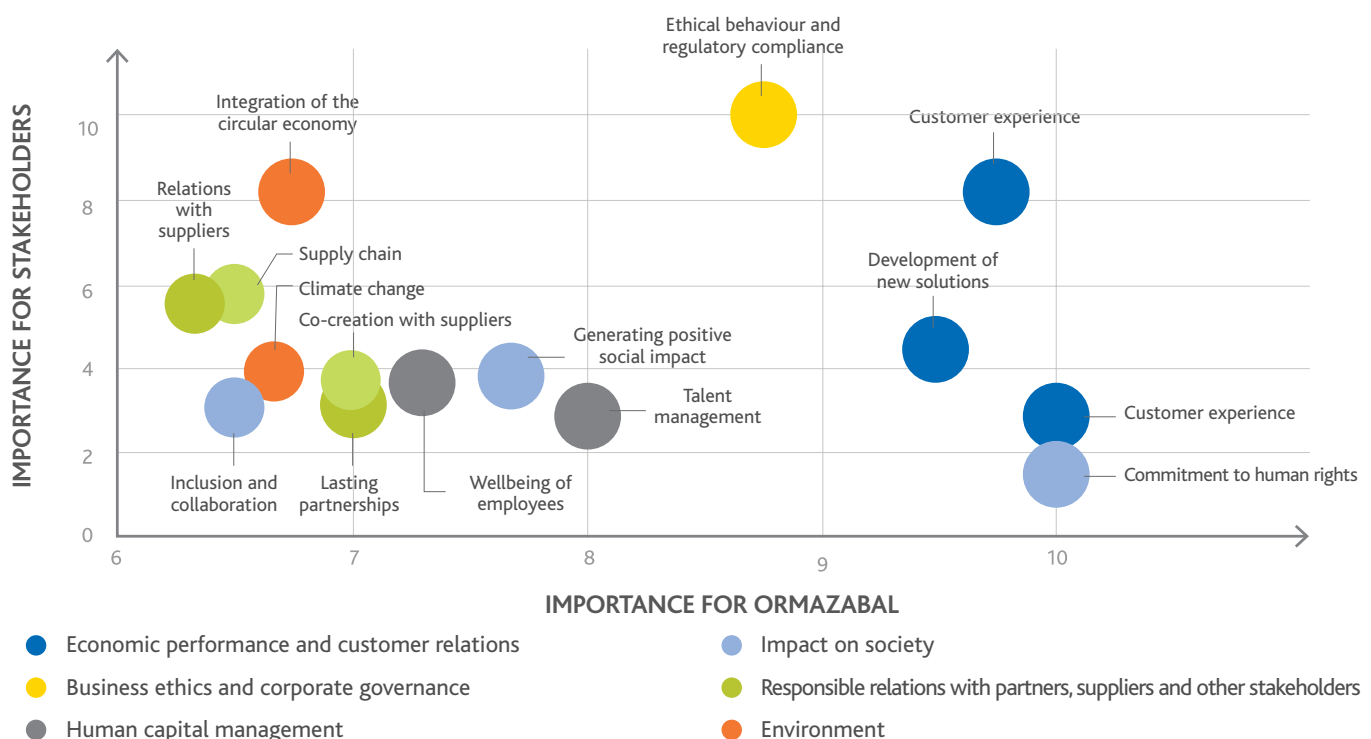 Ethical behaviour and
regulatory compliance
Integration of the
circular economy
Customer experience
Relations
with
suppliers
Supply chain
Climate change
Co-creation with suppliers
Development of
new solutions
Generating positive
social impact
Talent
management
Customer experience
Commitment to human rights
Inclusion and
collaboration
Lasting
partnerships
Wellbeing of
employees
IMPORTANCE FOR STAKEHOLDERS
10
8
6
4
2
0
6
7
8
9
10
IMPORTANCE FOR ORMAZABAL
Economic performance and customer relations
Business ethics and corporate governance
Human capital management
Impact on society
Responsible relations with partners, suppliers and other stakeholders
Environment